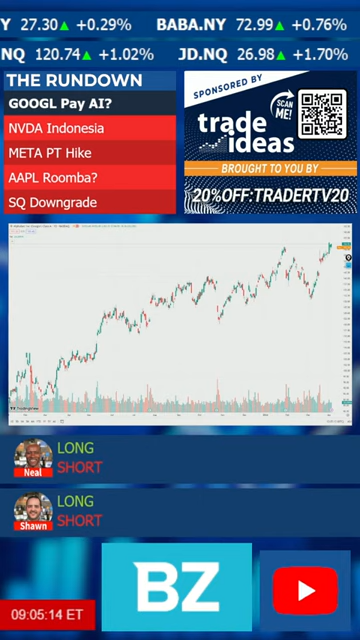 Y 27.30▲ +0.29% BABA.NY 72.99▲ +0.76%
NQ 120.74▲ +1.02% JD.NQ 26.98▲ +1.70%
THE RUNDOWN
GOOGL Pay AI?
NVDA Indonesia
META PT Hike
AAPL Roomba?
SQ Downgrade
SPONSORED BY
SCAN ME!
trade ideas
BROUGHT TO YOU BY
20%OFF:TRADERTV20
TradingView
LONG
SHORT
Neal
LONG
SHORT
Shawn
BZ
09:05:14 ET